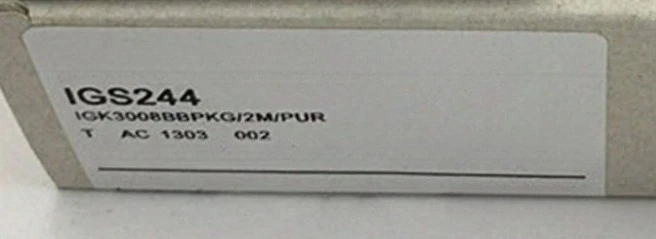 IGS244
IGK3008BBPKG/2M/PUR
T AC 1303 002